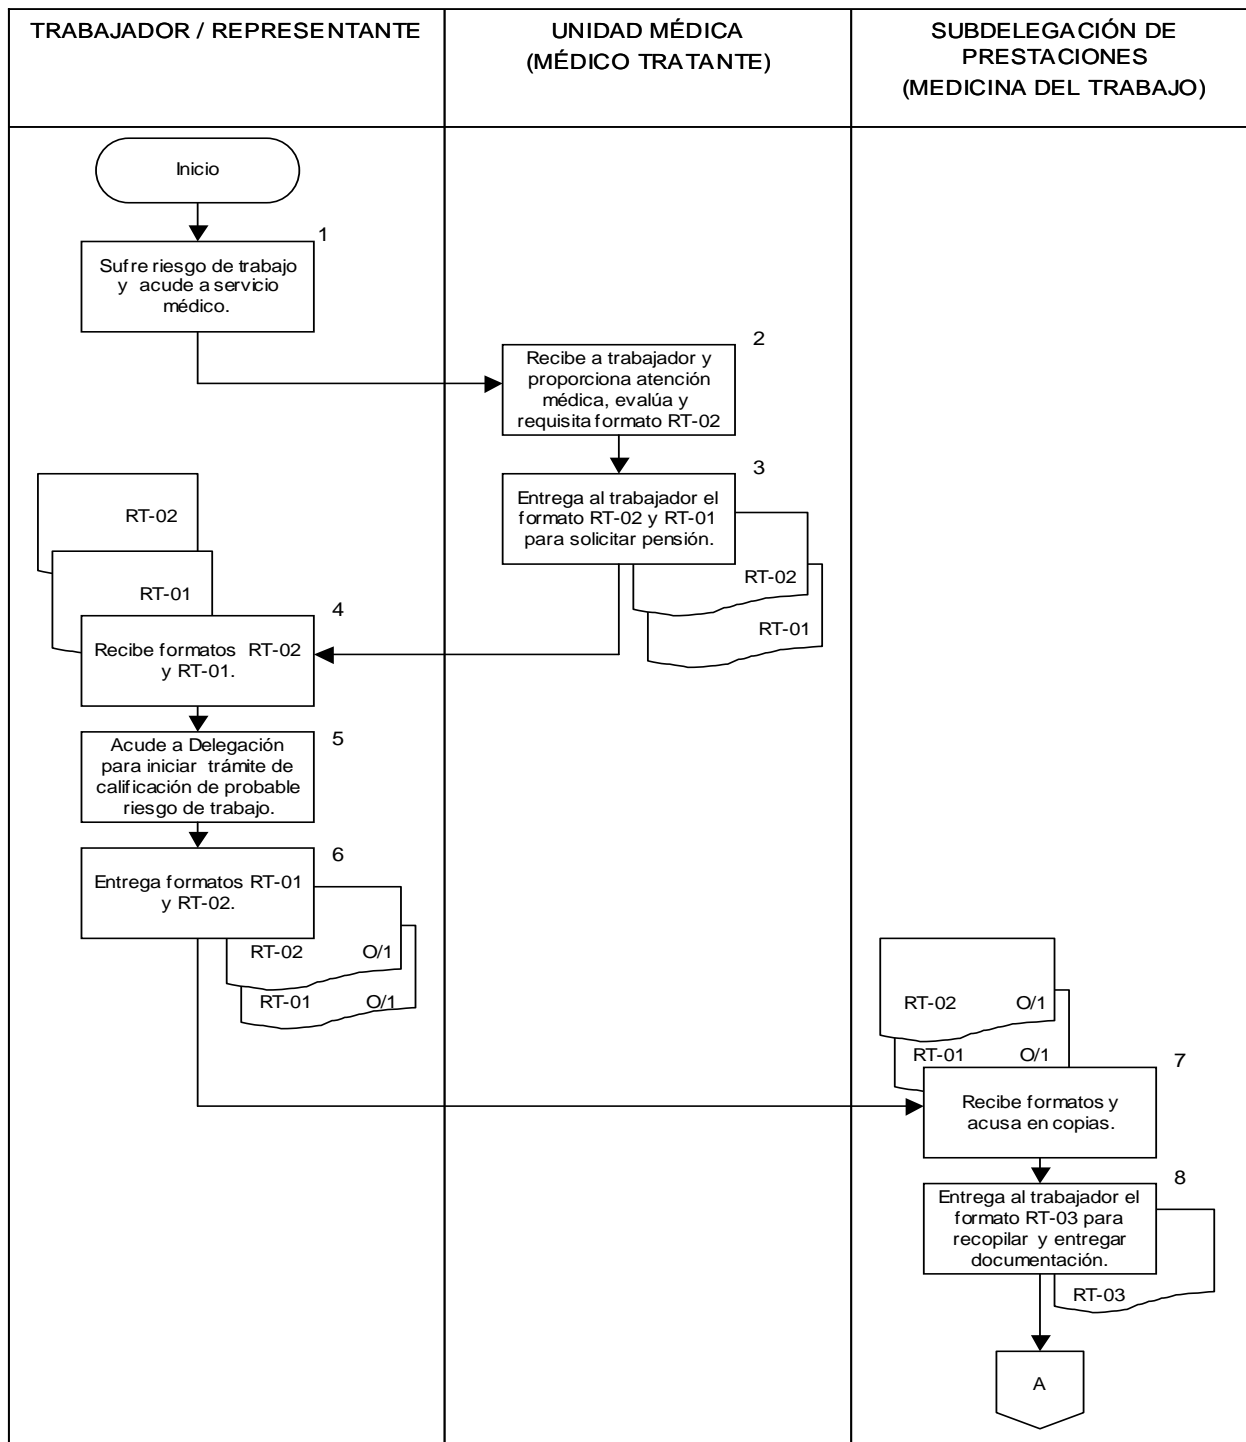 TRABAJADOR / REPRESENTANTE
UNIDAD MÉDICA
(MÉDICO TRATANTE)
SUBDELEGACIÓN DE
PRESTACIONES
(MEDICINA DEL TRABAJO)
Inicio
1
Sufre riesgo de trabajo
y acude a servicio
médico.
2
Recibe a trabajador y
proporciona atención
médica, evalúa y
requisita formato RT-02
3
Entrega al trabajador el
formato RT-02 y RT-01
para solicitar pensión.
RT-02
RT-01
RT-02
RT-01
4
Recibe formatos RT-02
y RT-01.
5
Acude a Delegación
para iniciar trámite de
calificación de probable
riesgo de trabajo.
6
Entrega formatos RT-01
y RT-02.
RT-02 O/1
RT-01 O/1
RT-02 O/1
RT-01 O/1
7
Recibe formatos y
acusa en copias.
8
Entrega al trabajador el
formato RT-03 para
recopilar y entregar
documentación.
RT-03
A